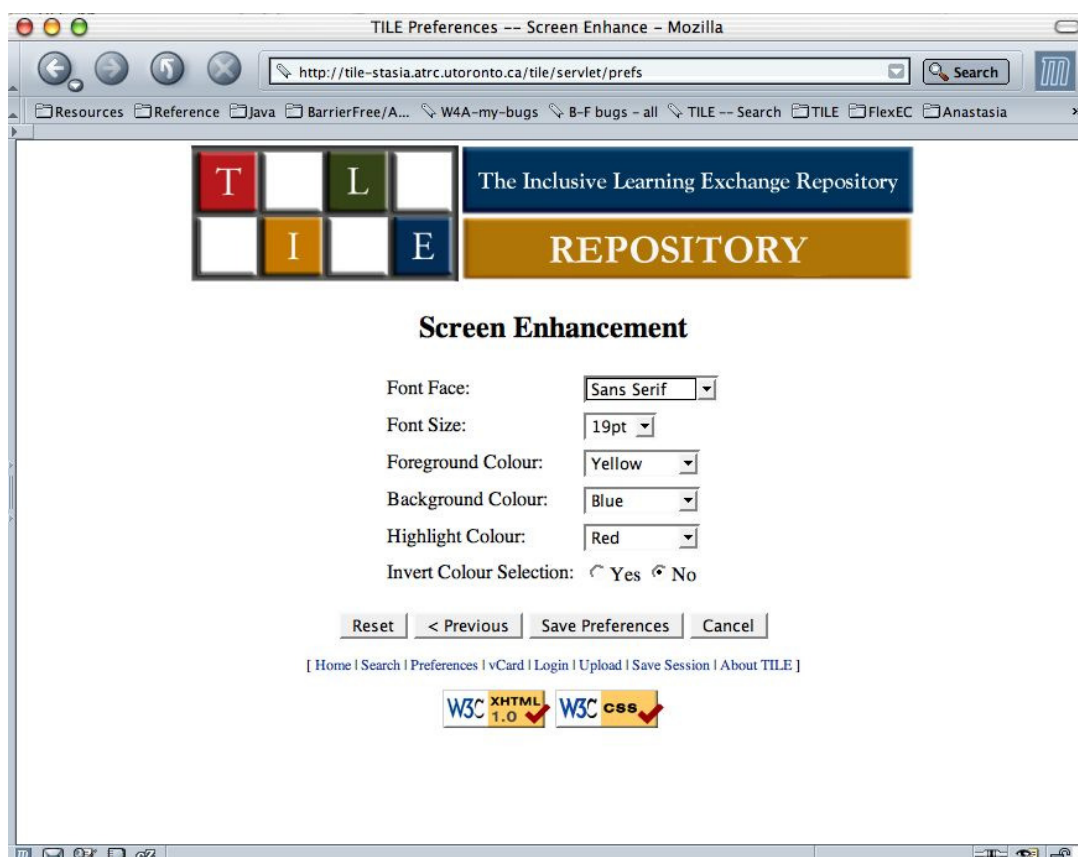 TILE Preferences -- Screen Enhance - Mozilla
http://tile-stasia.atrc.utoronto.ca/tile/servlet/prefs
Search
Resources Reference Java BarrierFree/A... W4A-my-bugs B-F bugs - all TILE -- Search TILE FlexEC Anastasia
T L
I E
The Inclusive Learning Exchange Repository
REPOSITORY
Screen Enhancement
Font Face: Sans Serif
Font Size: 19pt
Foreground Colour: Yellow
Background Colour: Blue
Highlight Colour: Red
Invert Colour Selection: Yes No
Reset < Previous Save Preferences Cancel
[ Home | Search | Preferences | vCard | Login | Upload | Save Session | About TILE ]
W3C XHTML 1.0 W3C css